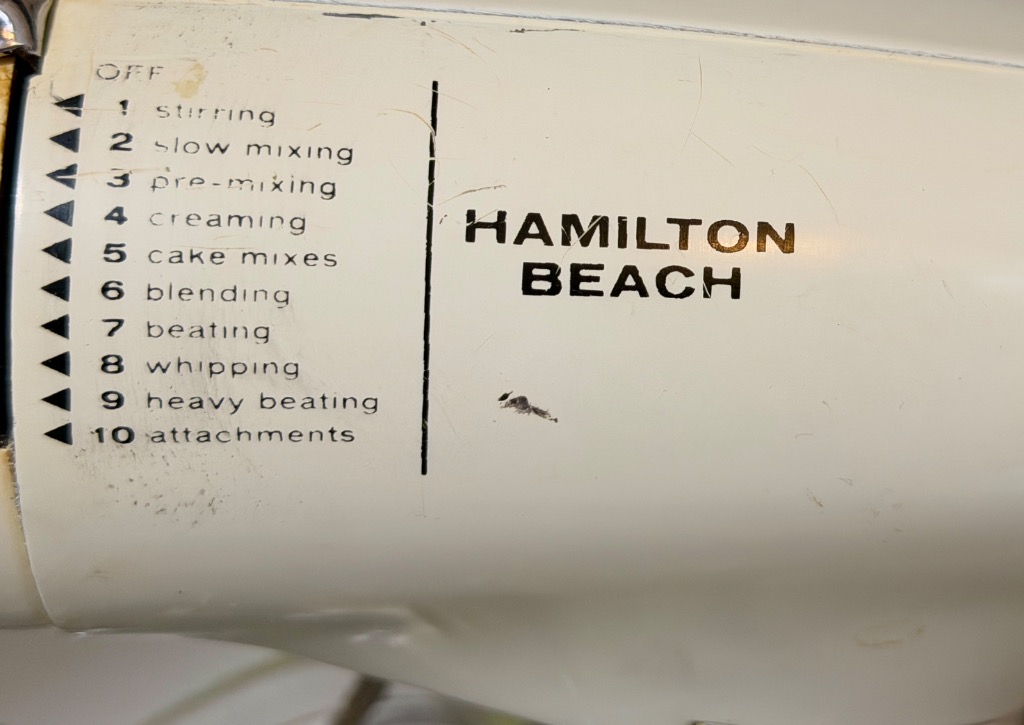 OFF
1 stirring
2 slow mixing
3 pre-mixing
4 creaming
5 cake mixes
6 blending
7 beating
8 whipping
9 heavy beating
10 attachments
HAMILTON
BEACH